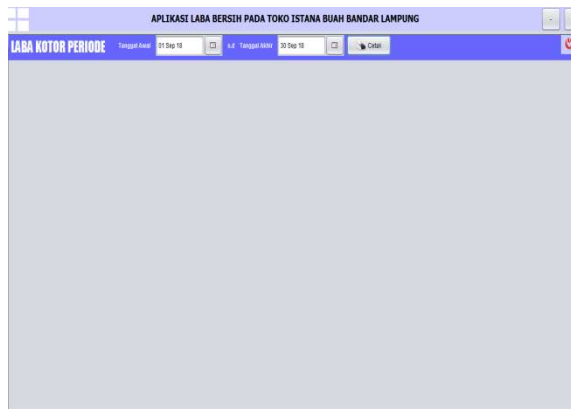 APLIKASI LABA BERSIH PADA TOKO ISTANA BUAH BANDAR LAMPUNG
LABA KOTOR PERIODE Tanggal Awal 01 Sep 18 s.d Tanggal Akhir 30 Sep 18 Cetak